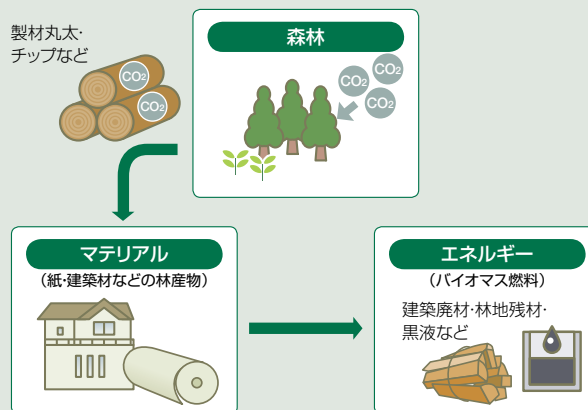 製材丸太・
チップなど
CO2
CO2
森林
CO2
CO2
CO2
マテリアル
(紙・建築材などの林産物)
エネルギー
(バイオマス燃料)
建築廃材・林地残材・
黒液など